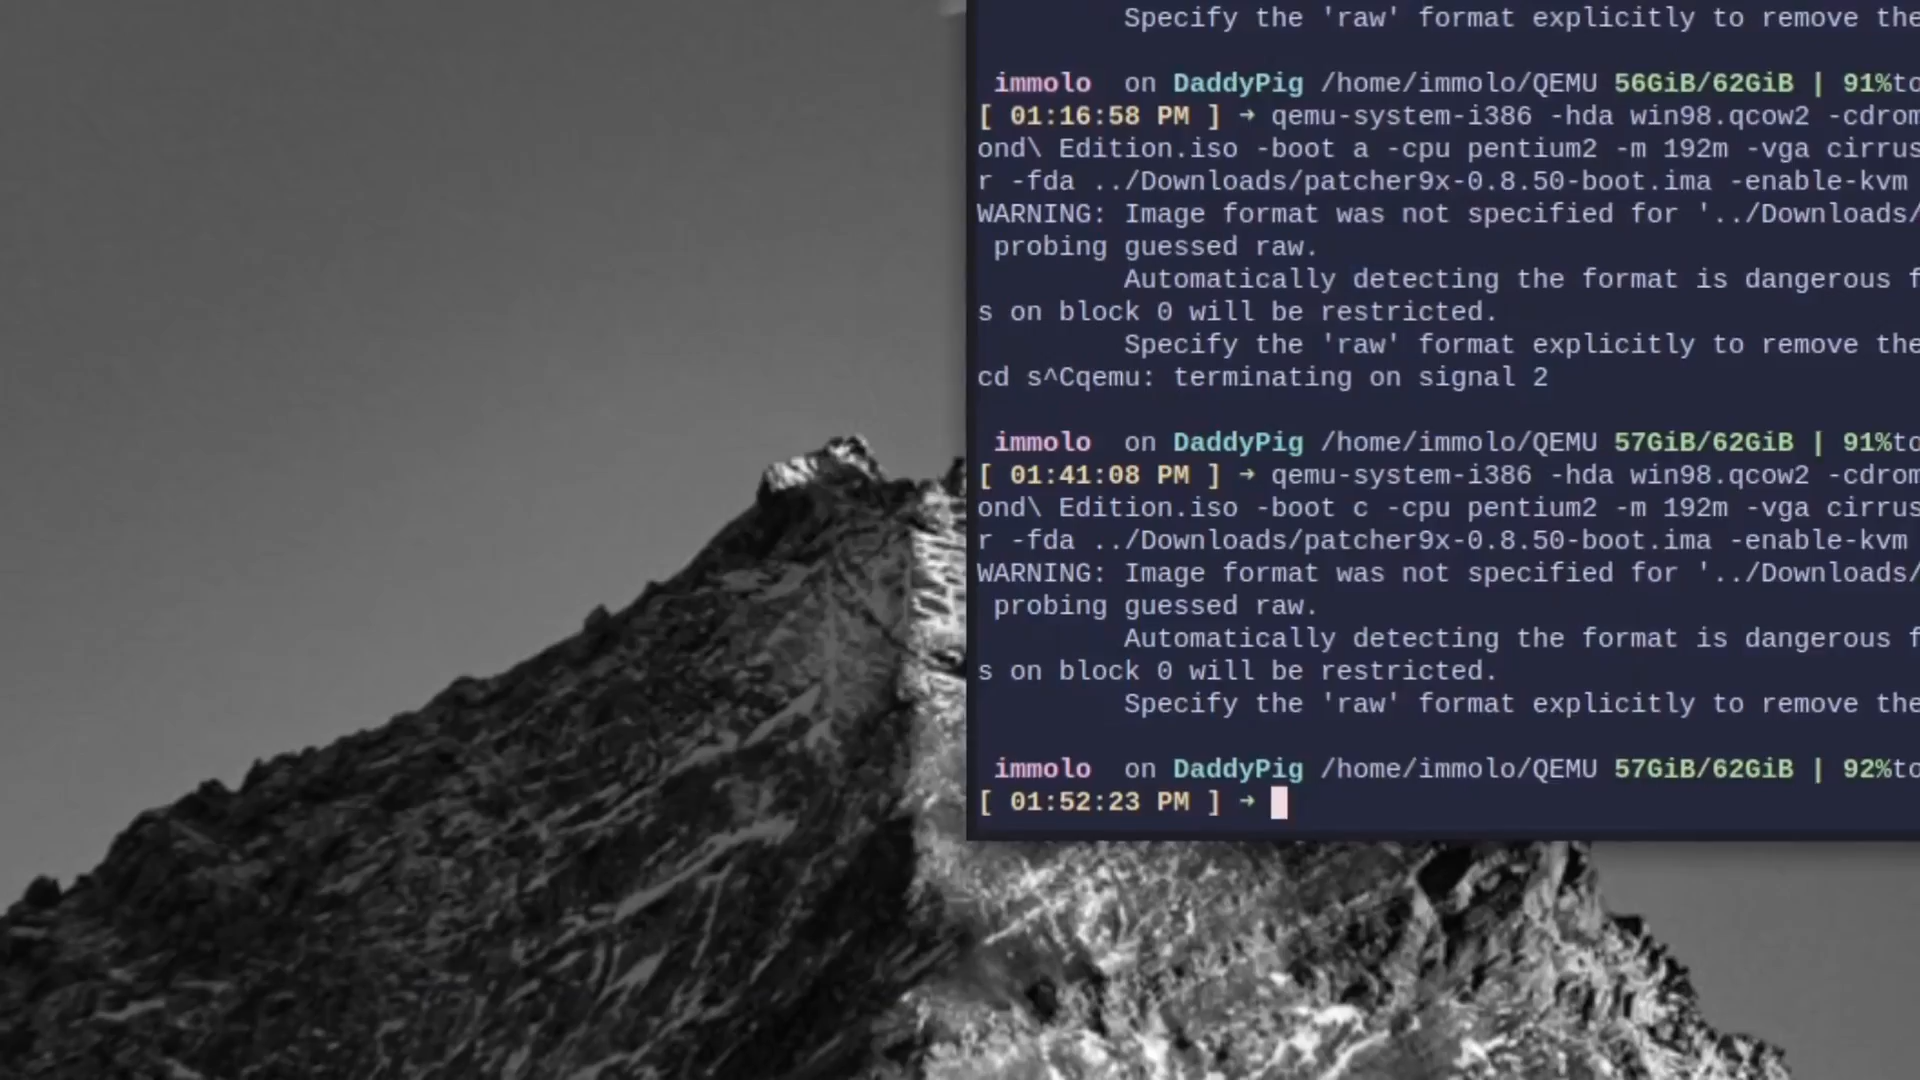 Specify the 'raw' format explicitly to remove the
immolo on DaddyPig /home/immolo/QEMU 56GiB/62GiB | 91%to
[ 01:16:58 PM ] → qemu-system-i386 -hda win98.qcow2 -cdrom
ond\ Edition.iso -boot a -cpu pentium2 -m 192m -vga cirrus
r -fda ../Downloads/patcher9x-0.8.50-boot.ima -enable-kvm
WARNING: Image format was not specified for '../Downloads/
probing guessed raw.
Automatically detecting the format is dangerous f
s on block 0 will be restricted.
Specify the 'raw' format explicitly to remove the
cd s^Cqemu: terminating on signal 2
immolo on DaddyPig /home/immolo/QEMU 57GiB/62GiB | 91%to
[ 01:41:08 PM ] → qemu-system-i386 -hda win98.qcow2 -cdrom
ond\ Edition.iso -boot c -cpu pentium2 -m 192m -vga cirrus
r -fda ../Downloads/patcher9x-0.8.50-boot.ima -enable-kvm
WARNING: Image format was not specified for '../Downloads/
probing guessed raw.
Automatically detecting the format is dangerous f
s on block 0 will be restricted.
Specify the 'raw' format explicitly to remove the
immolo on DaddyPig /home/immolo/QEMU 57GiB/62GiB | 92%to
[ 01:52:23 PM ] →